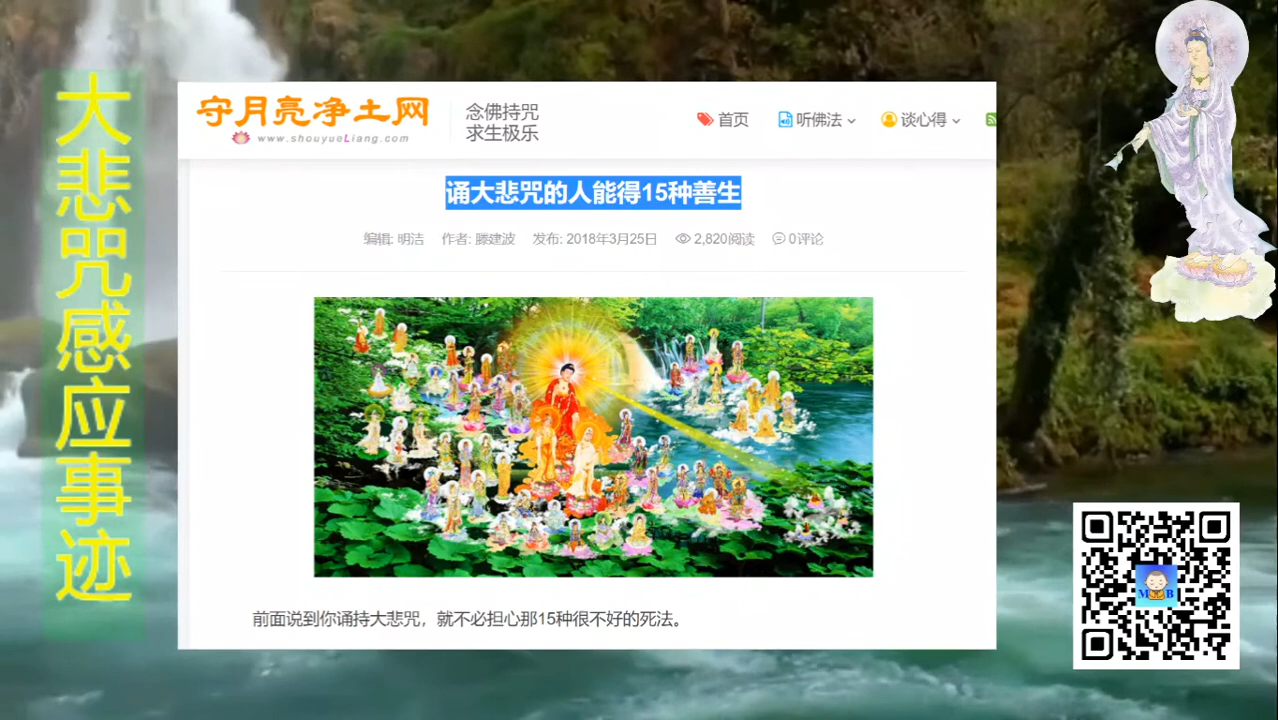 大悲咒感应事迹
守月亮净土网
www.shouyueLiang.com
念佛持咒
求生极乐
首页
听佛法
谈心得
诵大悲咒的人能得15种善生
编辑: 明洁 作者: 滕建波 发布: 2018年3月25日 2,820阅读 0评论
前面说到你诵持大悲咒，就不必担心那15种很不好的死法。
M B